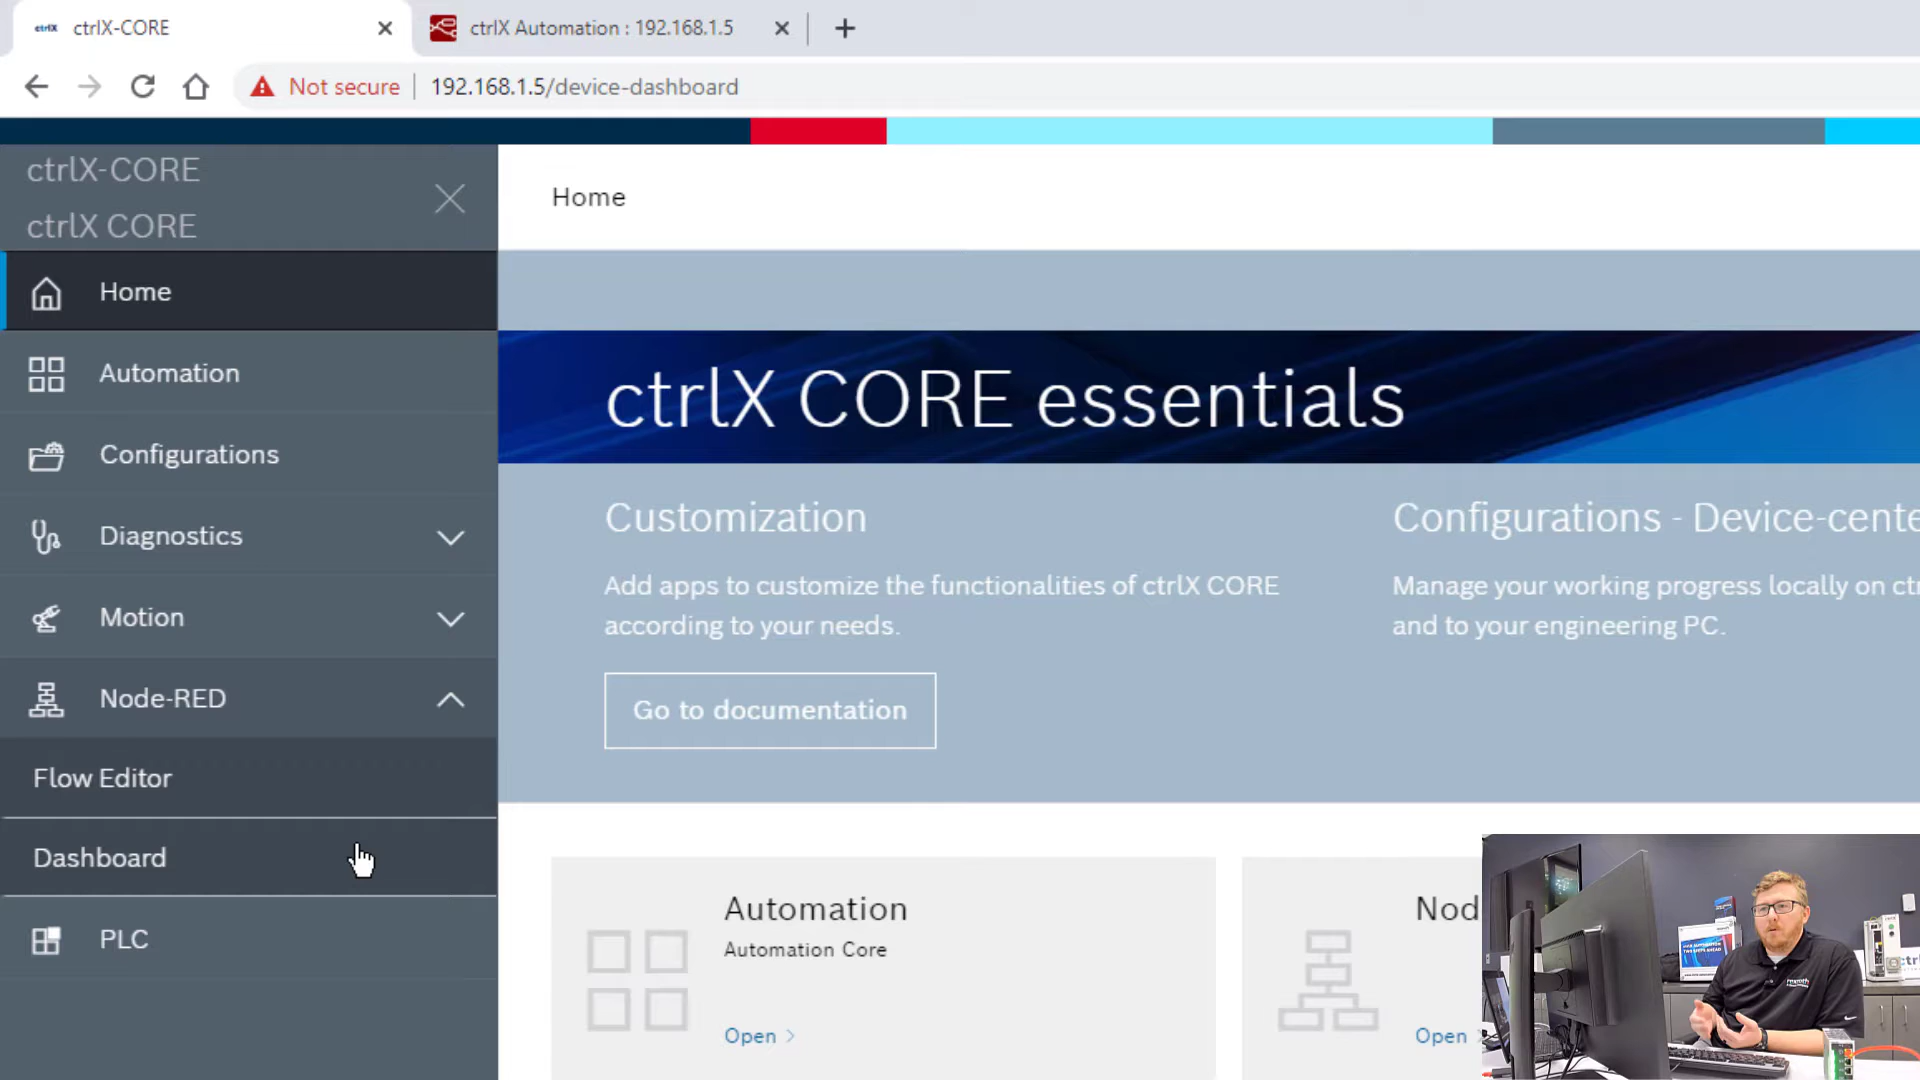 ctrlX ctrlX-CORE
ctrlX Automation : 192.168.1.5
Not secure
192.168.1.5/device-dashboard
ctrlX-CORE
ctrlX CORE
Home
Automation
Configurations
Diagnostics
Motion
Node-RED
Flow Editor
Dashboard
PLC
Home
ctrlX CORE essentials
Customization
Add apps to customize the functionalities of ctrlX CORE
according to your needs.
Go to documentation
Configurations - Device-cente
Manage your working progress locally on ctr
and to your engineering PC.
Automation
Automation Core
Open
Nod
Open
rexroth